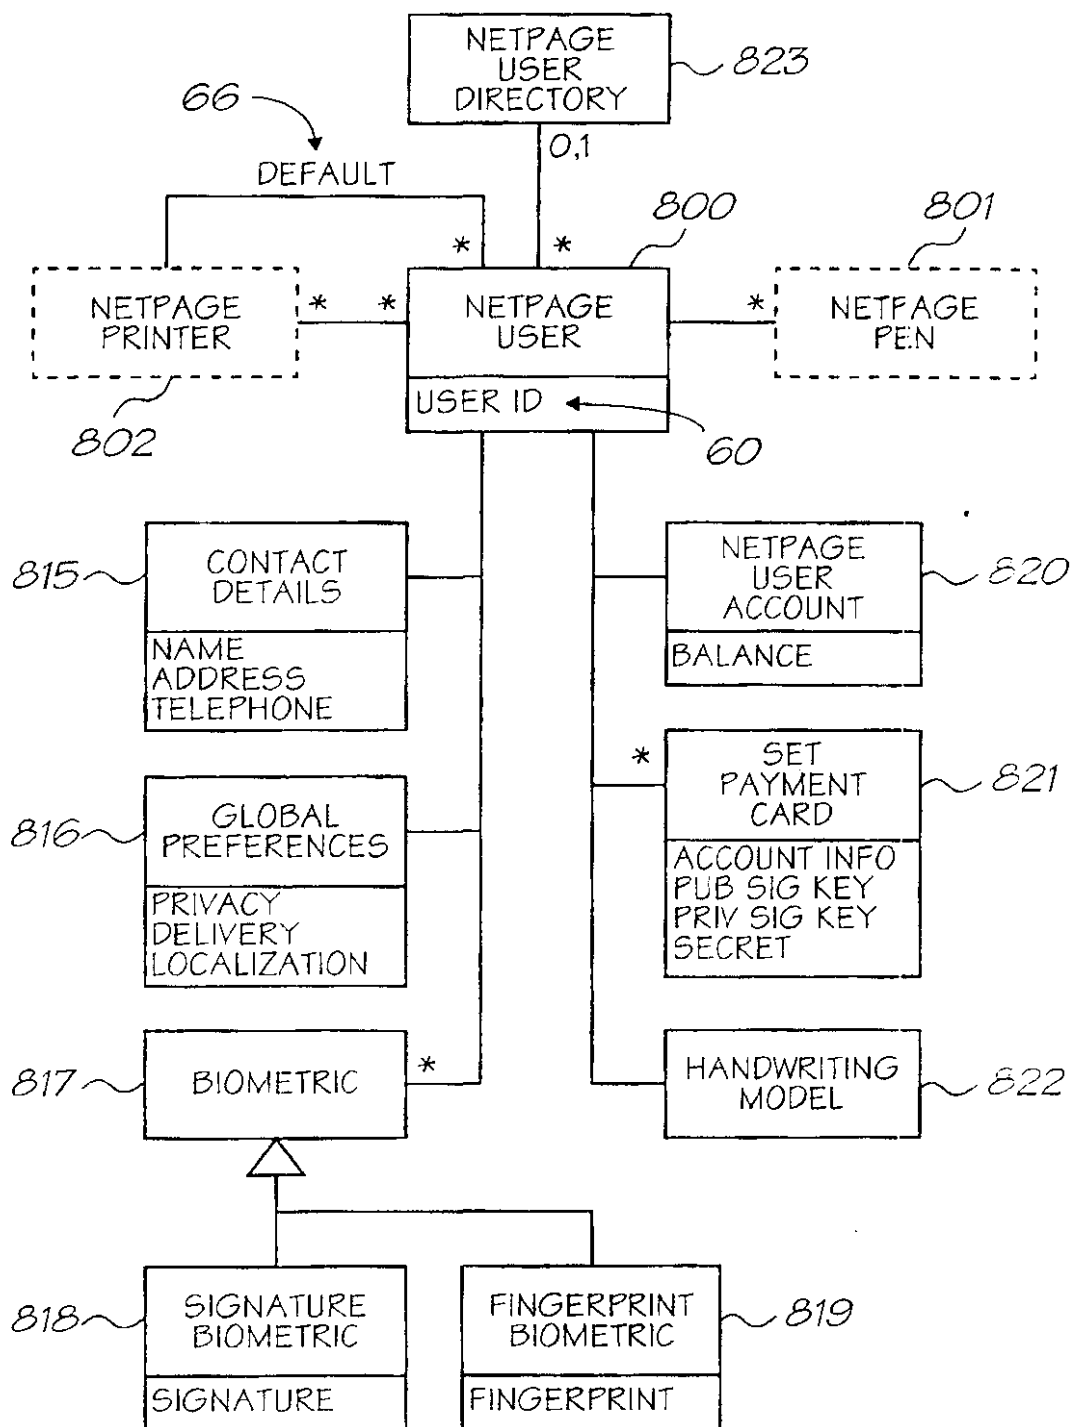 NETPAGE
USER
DIRECTORY
823
66
0,1
DEFAULT
800
801
*
*
NETPAGE
PRINTER
*
*
NETPAGE
USER
*
NETPAGE
PEN
802
USER ID
60
815
CONTACT
DETAILS
NAME
ADDRESS
TELEPHONE
NETPAGE
USER
ACCOUNT
820
BALANCE
816
GLOBAL
PREFERENCES
PRIVACY
DELIVERY
LOCALIZATION
*
SET
PAYMENT
CARD
821
ACCOUNT INFO
PUB SIG KEY
PRIV SIG KEY
SECRET
817
BIOMETRIC
*
HANDWRITING
MODEL
822
818
SIGNATURE
BIOMETRIC
SIGNATURE
FINGERPRINT
BIOMETRIC
819
FINGERPRINT